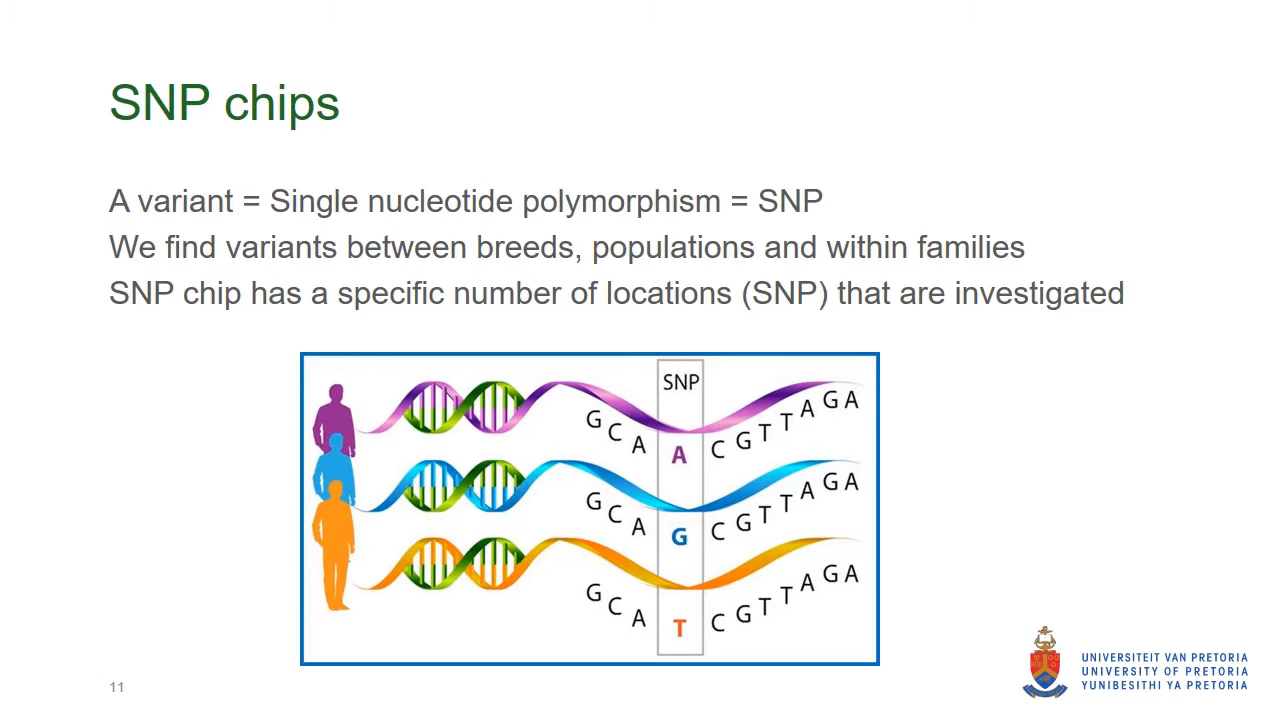 SNP chips
A variant = Single nucleotide polymorphism = SNP
We find variants between breeds, populations and within families
SNP chip has a specific number of locations (SNP) that are investigated
SNP
G C A A C G T T A G A
G C A G C G T T A G A
G C A T C G T T A G A
11
UNIVERSITEIT VAN PRETORIA
UNIVERSITY OF PRETORIA
YUNIBESITHI YA PRETORIA